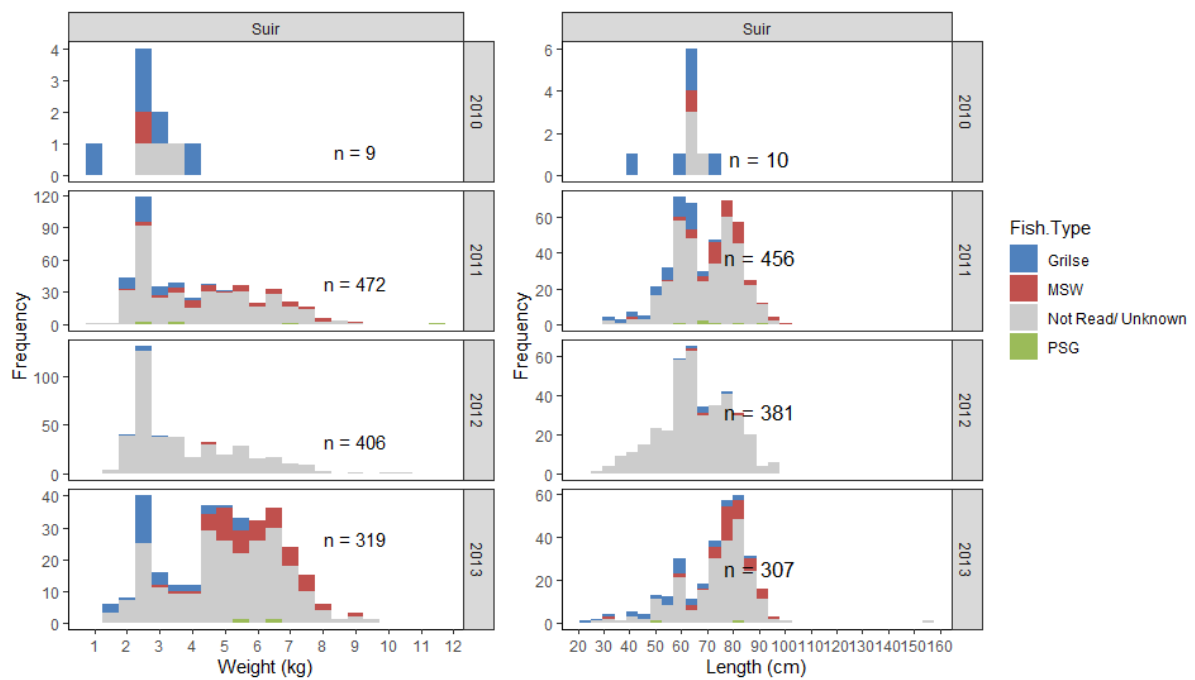 Suir
Suir
4
3
2
1
0
2010
n = 9
6
4
2
0
2010
n = 10
120
90
60
30
0
2011
n = 472
60
40
20
0
2011
n = 456
Frequency
Frequency
100
50
0
2012
n = 406
60
40
20
0
2012
n = 381
40
30
20
10
0
2013
n = 319
60
40
20
0
2013
n = 307
1 2 3 4 5 6 7 8 9 10 11 12
Weight (kg)
20 30 40 50 60 70 80 90 100 110 120 130 140 150 160
Length (cm)
Fish.Type
Grilse
MSW
Not Read/ Unknown
PSG